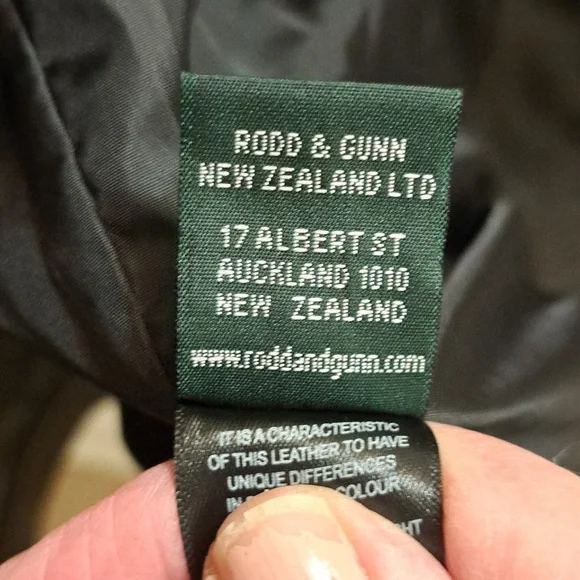 RODD & GUNN
NEW ZEALAND LTD
17 ALBERT ST
AUCKLAND 1010
NEW ZEALAND
www.roddandgunn.com
IT IS A CHARACTERISTIC
OF THIS LEATHER TO HAVE
UNIQUE DIFFERENCES
COLOUR